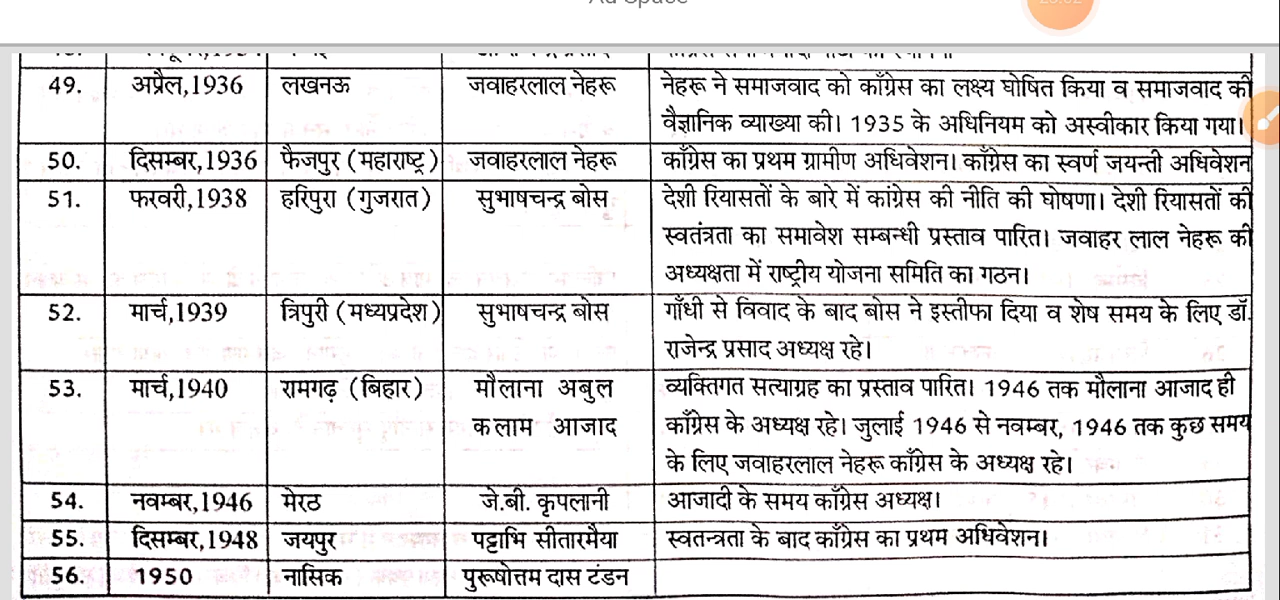 Ad Space
49. अप्रैल,1936 लखनऊ जवाहरलाल नेहरू नेहरू ने समाजवाद को काँग्रेस का लक्ष्य घोषित किया व समाजवाद की
वैज्ञानिक व्याख्या की। 1935 के अधिनियम को अस्वीकार किया गया।
50. दिसम्बर,1936 फैजपुर (महाराष्ट्र) जवाहरलाल नेहरू काँग्रेस का प्रथम ग्रामीण अधिवेशन। काँग्रेस का स्वर्ण जयन्ती अधिवेशन
51. फरवरी,1938 हरिपुरा (गुजरात) सुभाषचन्द्र बोस देशी रियासतों के बारे में कांग्रेस की नीति की घोषणा। देशी रियासतों की
स्वतंत्रता का समावेश सम्बन्धी प्रस्ताव पारित। जवाहर लाल नेहरू की
अध्यक्षता में राष्ट्रीय योजना समिति का गठन।
52. मार्च,1939 त्रिपुरी (मध्यप्रदेश) सुभाषचन्द्र बोस गाँधी से विवाद के बाद बोस ने इस्तीफा दिया व शेष समय के लिए डॉ.
राजेन्द्र प्रसाद अध्यक्ष रहे।
53. मार्च,1940 रामगढ़ (बिहार) मौलाना अबुल व्यक्तिगत सत्याग्रह का प्रस्ताव पारित। 1946 तक मौलाना आजाद ही
कलाम आजाद काँग्रेस के अध्यक्ष रहे। जुलाई 1946 से नवम्बर, 1946 तक कुछ समय
के लिए जवाहरलाल नेहरू काँग्रेस के अध्यक्ष रहे।
54. नवम्बर,1946 मेरठ जे.बी. कृपलानी आजादी के समय काँग्रेस अध्यक्ष।
55. दिसम्बर,1948 जयपुर पट्टाभि सीतारमैया स्वतन्त्रता के बाद काँग्रेस का प्रथम अधिवेशन।
56. 1950 नासिक पुरूषोत्तम दास टंडन